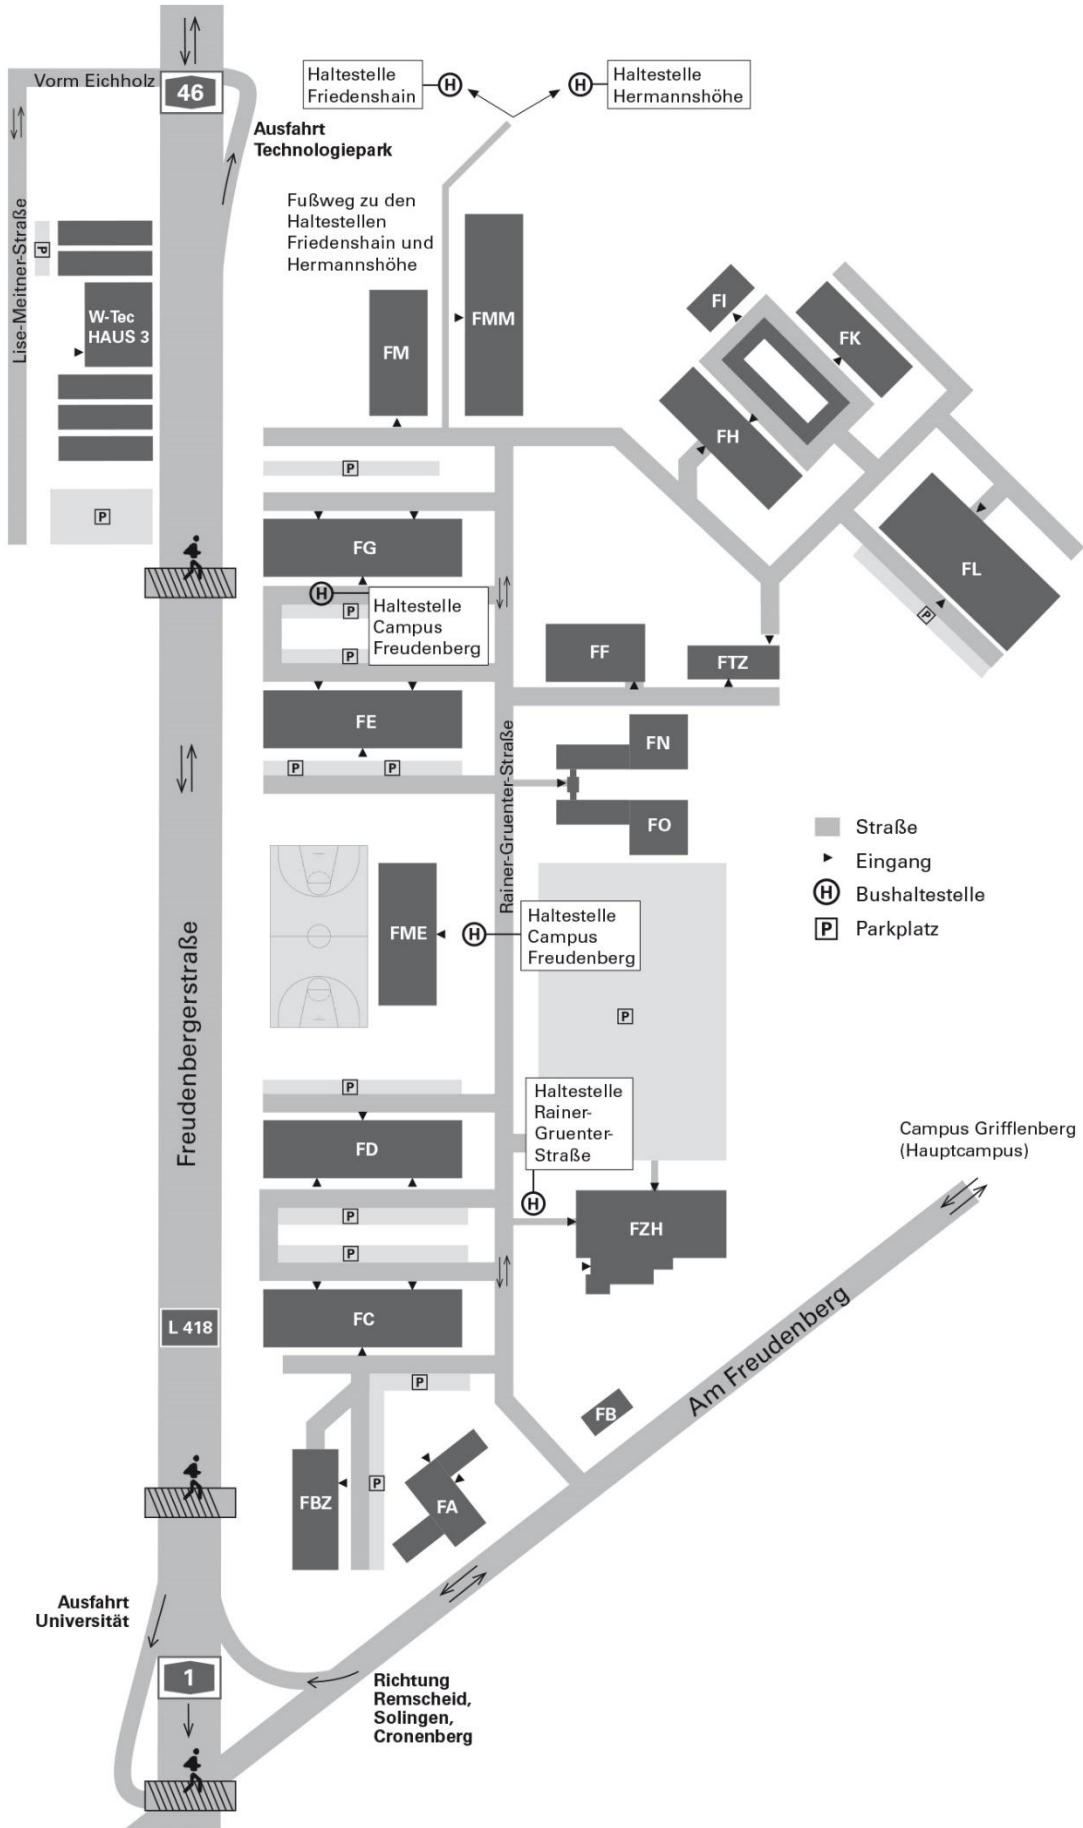 Vorm Eichholz
46
Ausfahrt
Technologiepark
Haltestelle
Friedenshain
H
H
Haltestelle
Hermannshöhe
Fußweg zu den
Haltestellen
Friedenshain und
Hermannshöhe
Lise-Meitner-Straße
P
W-Tec
HAUS 3
P
FM
FMM
FI
FK
FH
FL
P
P
FG
H
Haltestelle
Campus
Freudenberg
P
P
FE
P
P
FF
FTZ
FN
FO
Rainer-Gruenter-Straße
Straße
Eingang
H
Bushaltestelle
P
Parkplatz
FME
H
Haltestelle
Campus
Freudenberg
P
Freudenbergerstraße
P
FD
P
P
Haltestelle
Rainer-
Gruenter-
Straße
H
FZH
Campus Grifflenberg
(Hauptcampus)
L 418
FC
P
Am Freudenberg
FB
FBZ
P
FA
Ausfahrt
Universität
1
Richtung
Remscheid,
Solingen,
Cronenberg